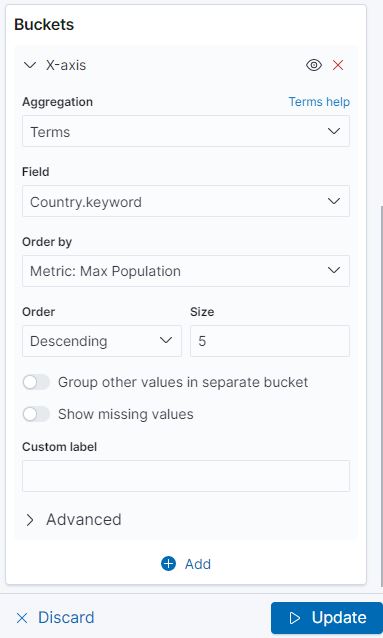 Buckets
X-axis
Aggregation Terms help
Terms
Field
Country.keyword
Order by
Metric: Max Population
Order Size
Descending 5
Group other values in separate bucket
Show missing values
Custom label
Advanced
Add
Discard Update